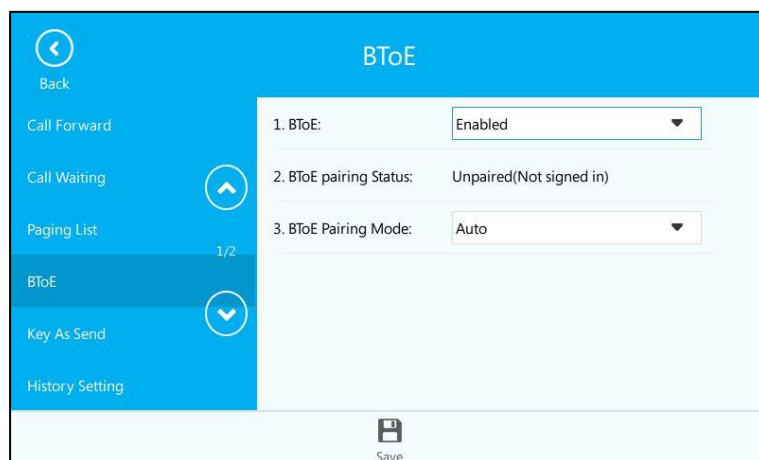 BToE
Back
Call Forward
Call Waiting
Paging List
1/2
BToE
Key As Send
History Setting
1. BToE: Enabled
2. BToE pairing Status: Unpaired(Not signed in)
3. BToE Pairing Mode: Auto
Save